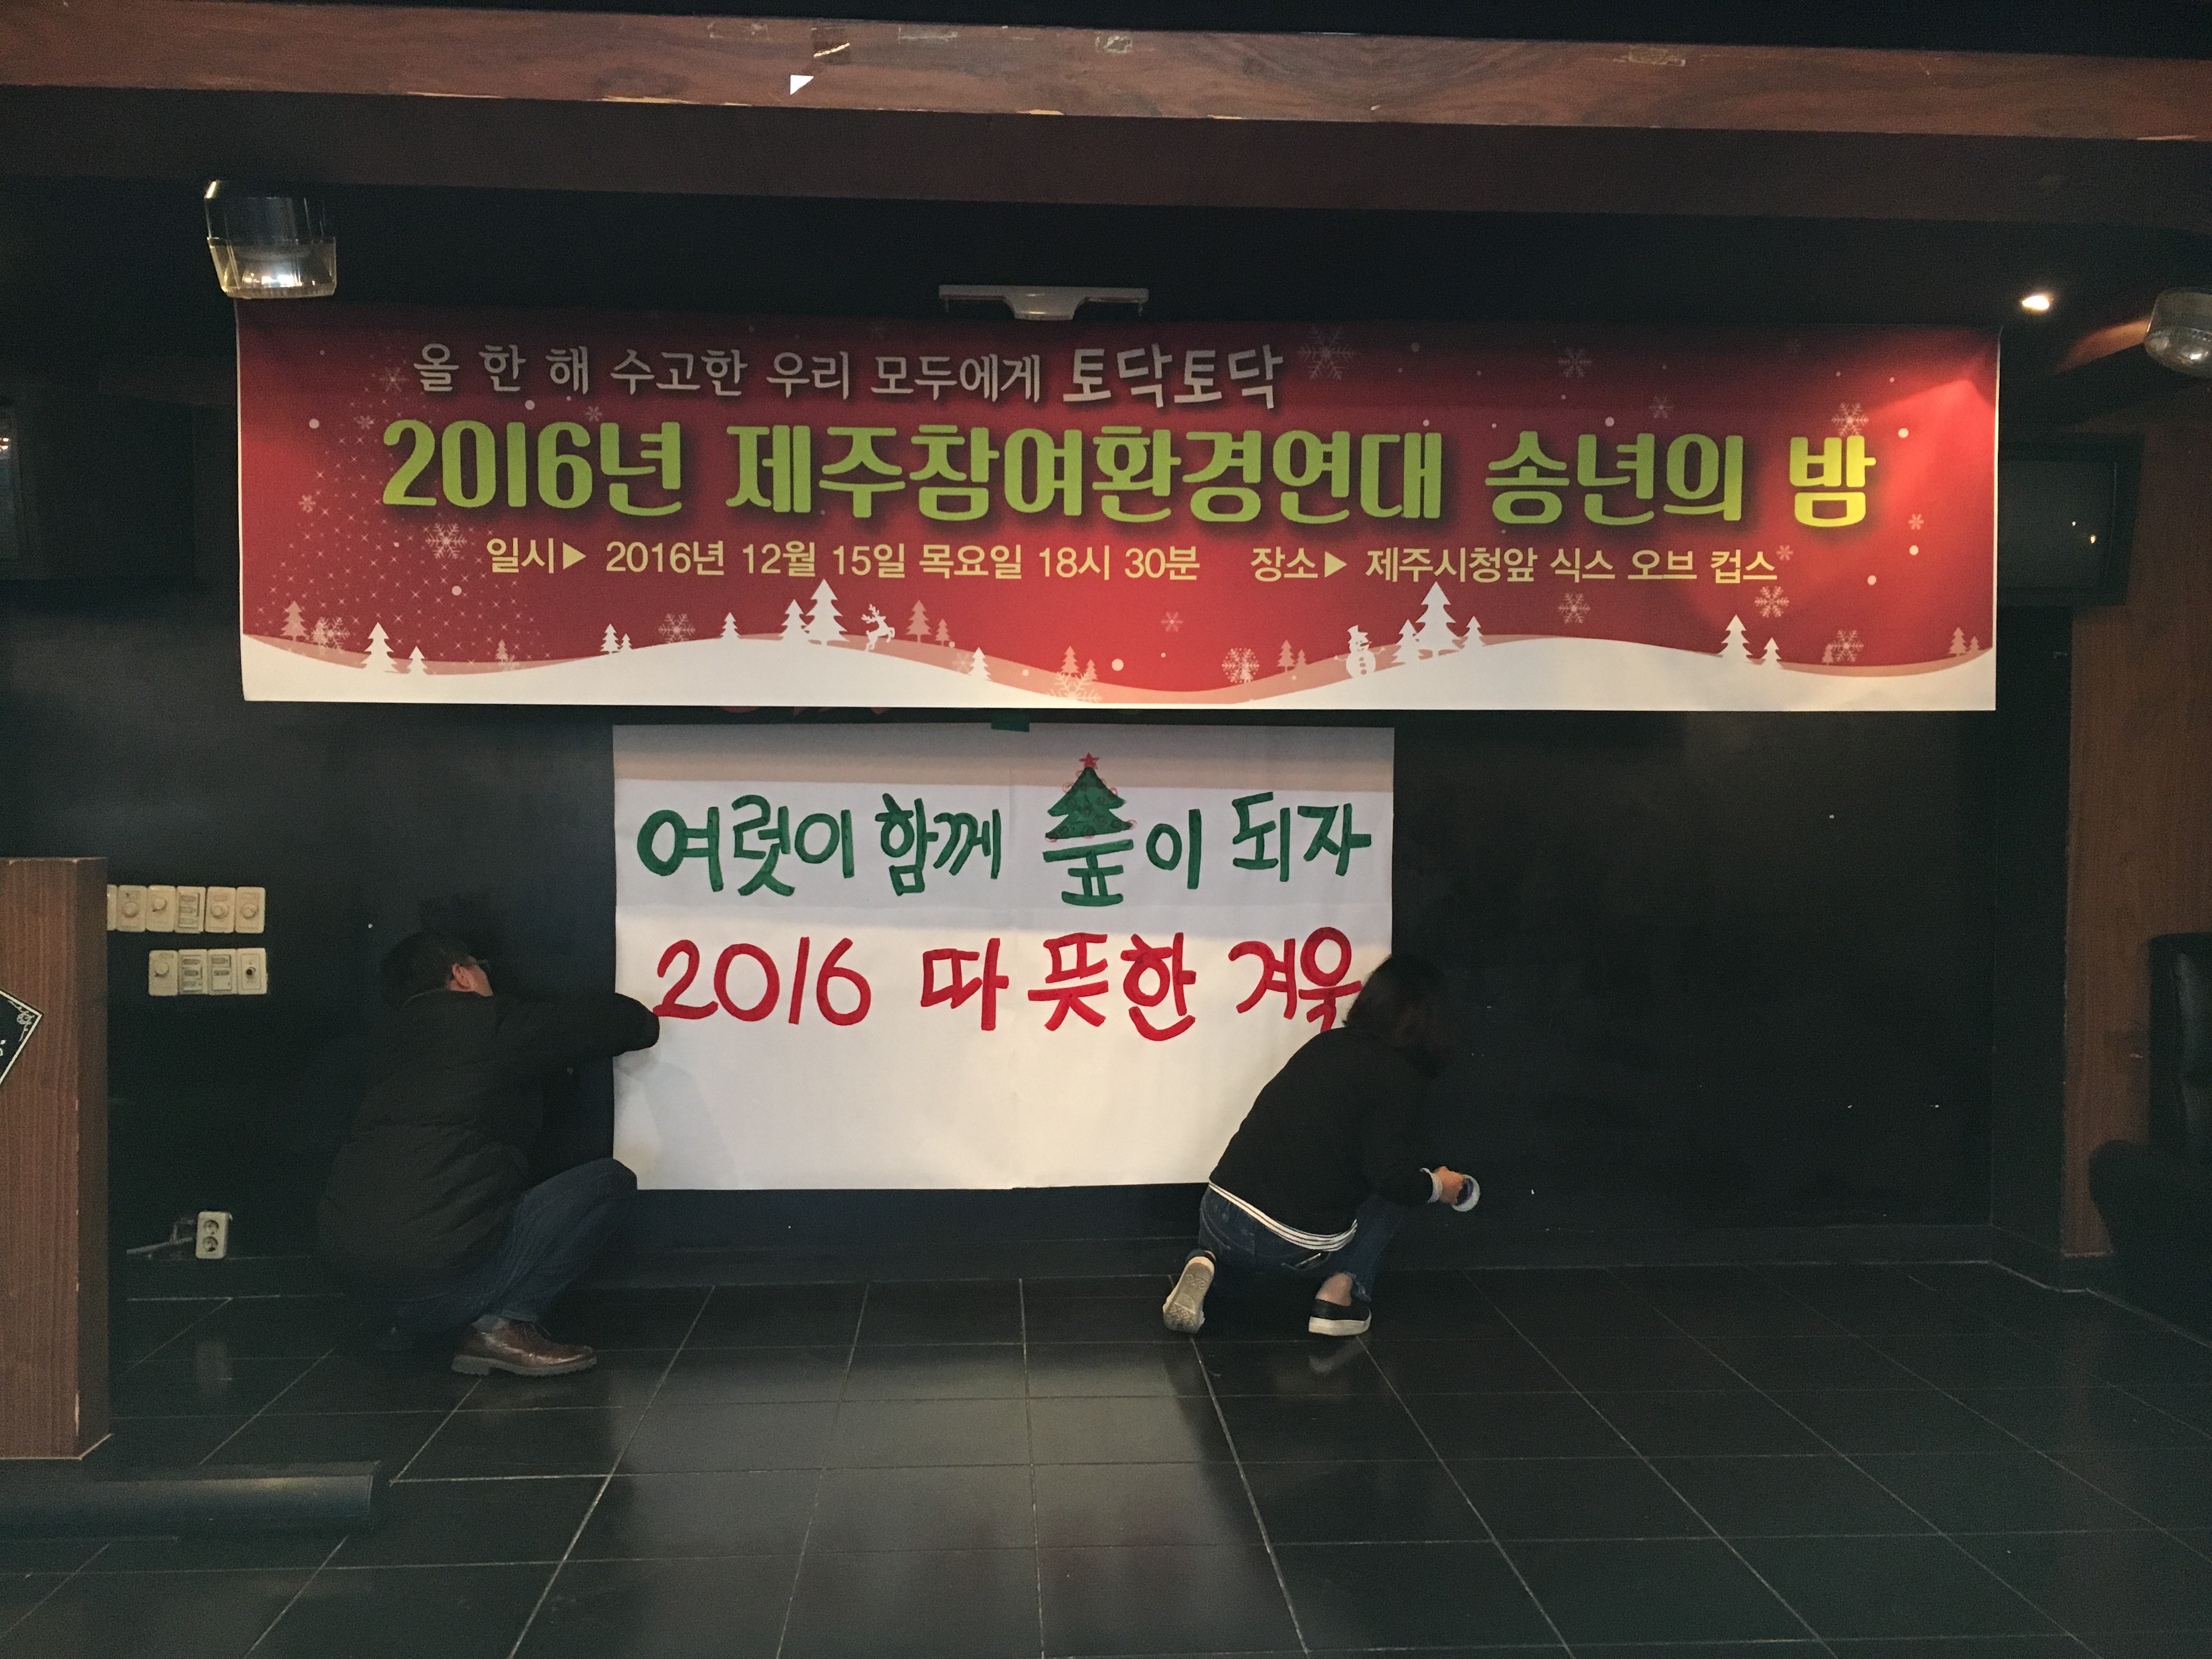 올 한 해 수고한 우리 모두에게 토닥토닥
2016년 제주참여환경연대 송년의 밤
일시▶ 2016년 12월 15일 목요일 18시 30분 장소▶ 제주시청앞 식스 오브 컵스
여럿이 함께 숲이 되자
2016 따뜻한 겨울